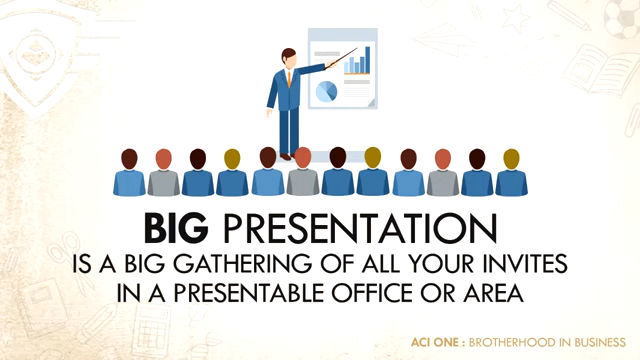 BIG PRESENTATION
IS A BIG GATHERING OF ALL YOUR INVITES
IN A PRESENTABLE OFFICE OR AREA
ACI ONE : BROTHERHOOD IN BUSINESS